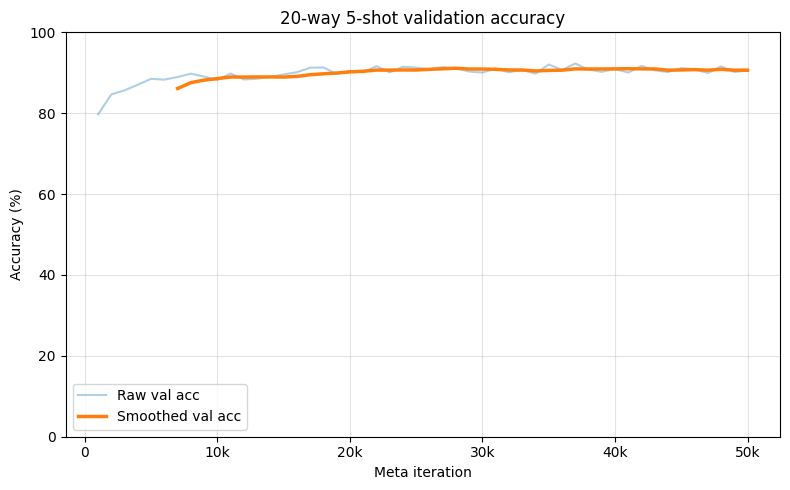 20-way 5-shot validation accuracy
100
80
60
40
20
0
Accuracy (%)
Raw val acc
Smoothed val acc
0 10k 20k 30k 40k 50k
Meta iteration